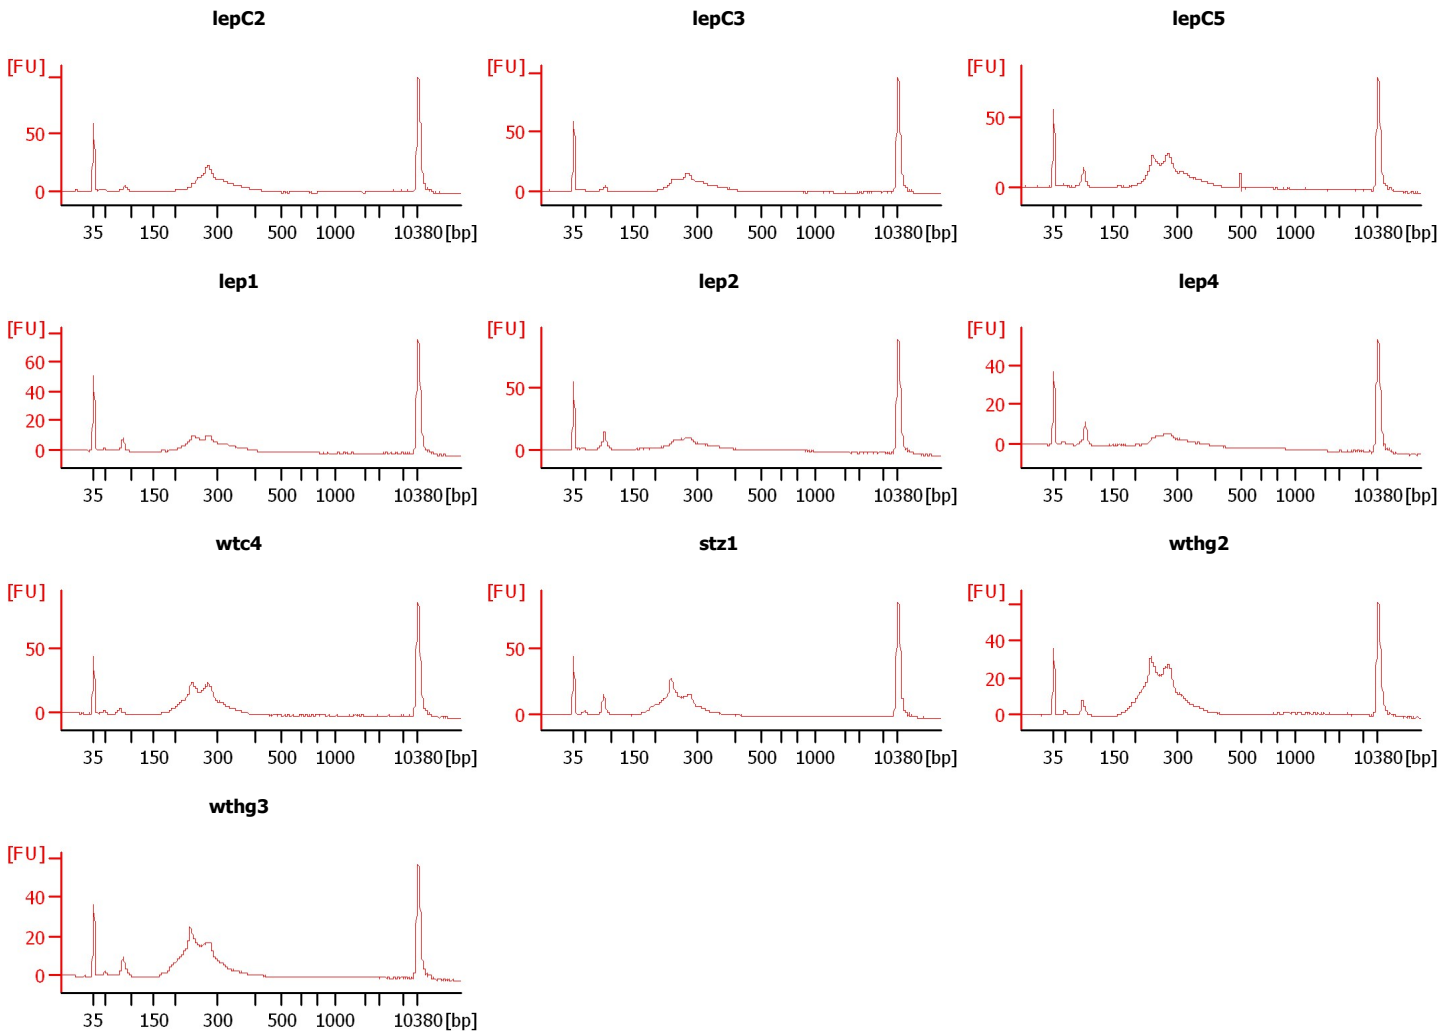 lepC2 lepC3 lepC5
[FU] [FU] [FU]
50 50 50
0 0 0
35 150 300 500 1000 10380[bp] 35 150 300 500 1000 10380[bp] 35 150 300 500 1000 10380[bp]
lep1 lep2 lep4
[FU] [FU] [FU]
60 50 40
40 0 20
20 0
0
35 150 300 500 1000 10380[bp] 35 150 300 500 1000 10380[bp] 35 150 300 500 1000 10380[bp]
wtc4 stz1 wthg2
[FU] [FU] [FU]
50 50 40
0 0 20
0
35 150 300 500 1000 10380[bp] 35 150 300 500 1000 10380[bp] 35 150 300 500 1000 10380[bp]
wthg3
[FU]
40
20
0
35 150 300 500 1000 10380[bp]